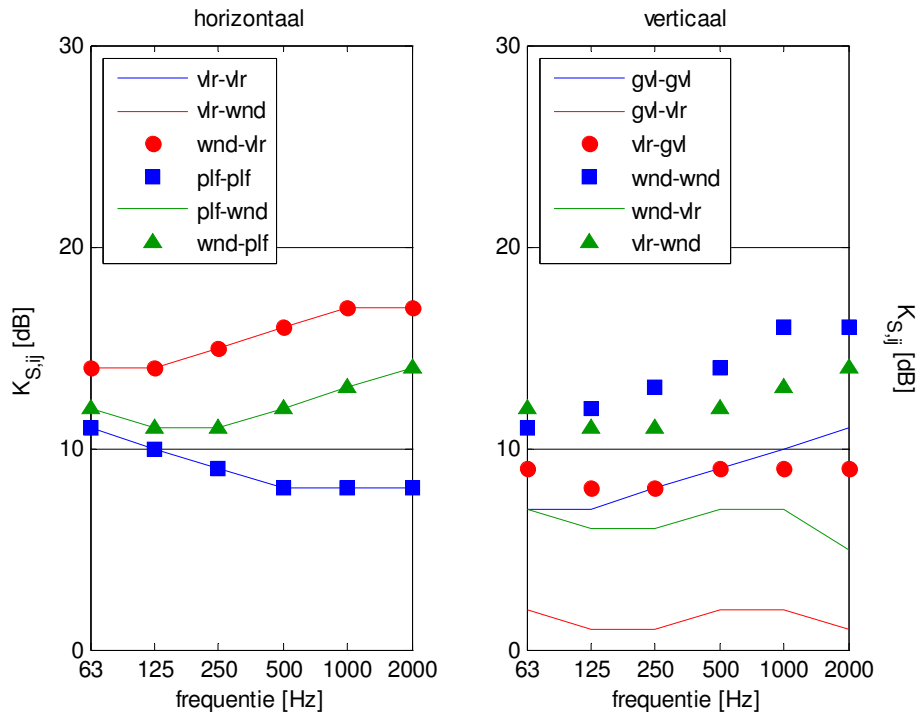 horizontaal
30
20
10
0
K_S,ij [dB]
vlr-vlr
vlr-wnd
wnd-vlr
plf-plf
plf-wnd
wnd-plf
63 125 250 500 1000 2000
frequentie [Hz]
verticaal
30
20
10
0
K_S,ij [dB]
gvl-gvl
gvl-vlr
vlr-gvl
wnd-wnd
wnd-vlr
vlr-wnd
63 125 250 500 1000 2000
frequentie [Hz]